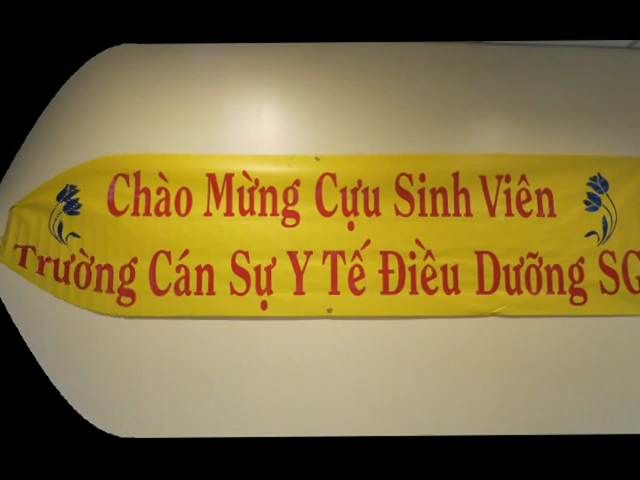 Chào Mừng Cựu Sinh Viên
Trường Cán Sự Y Tế Điều Dưỡng SG